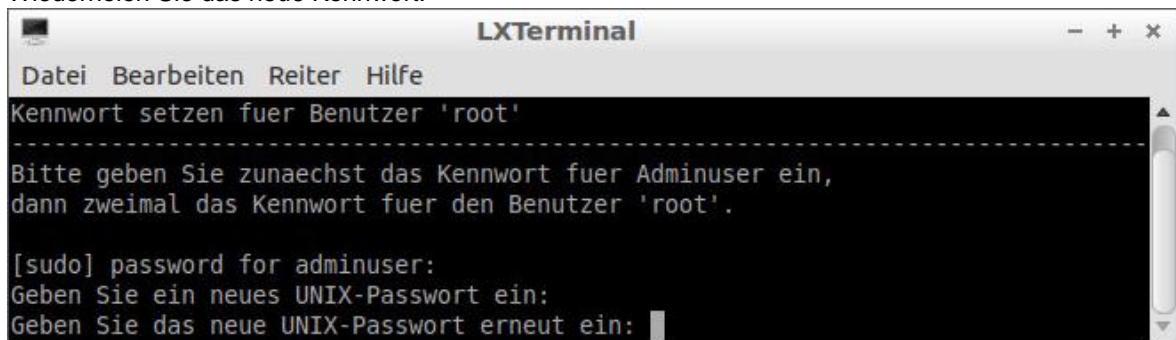 Wiederholen Sie das neue Kennwort.
LXTerminal
Datei Bearbeiten Reiter Hilfe
Kennwort setzen fuer Benutzer 'root'
--------------------------------------------------------------------------------
Bitte geben Sie zunaechst das Kennwort fuer Adminuser ein,
dann zweimal das Kennwort fuer den Benutzer 'root'.
[sudo] password for adminuser:
Geben Sie ein neues UNIX-Passwort ein:
Geben Sie das neue UNIX-Passwort erneut ein: